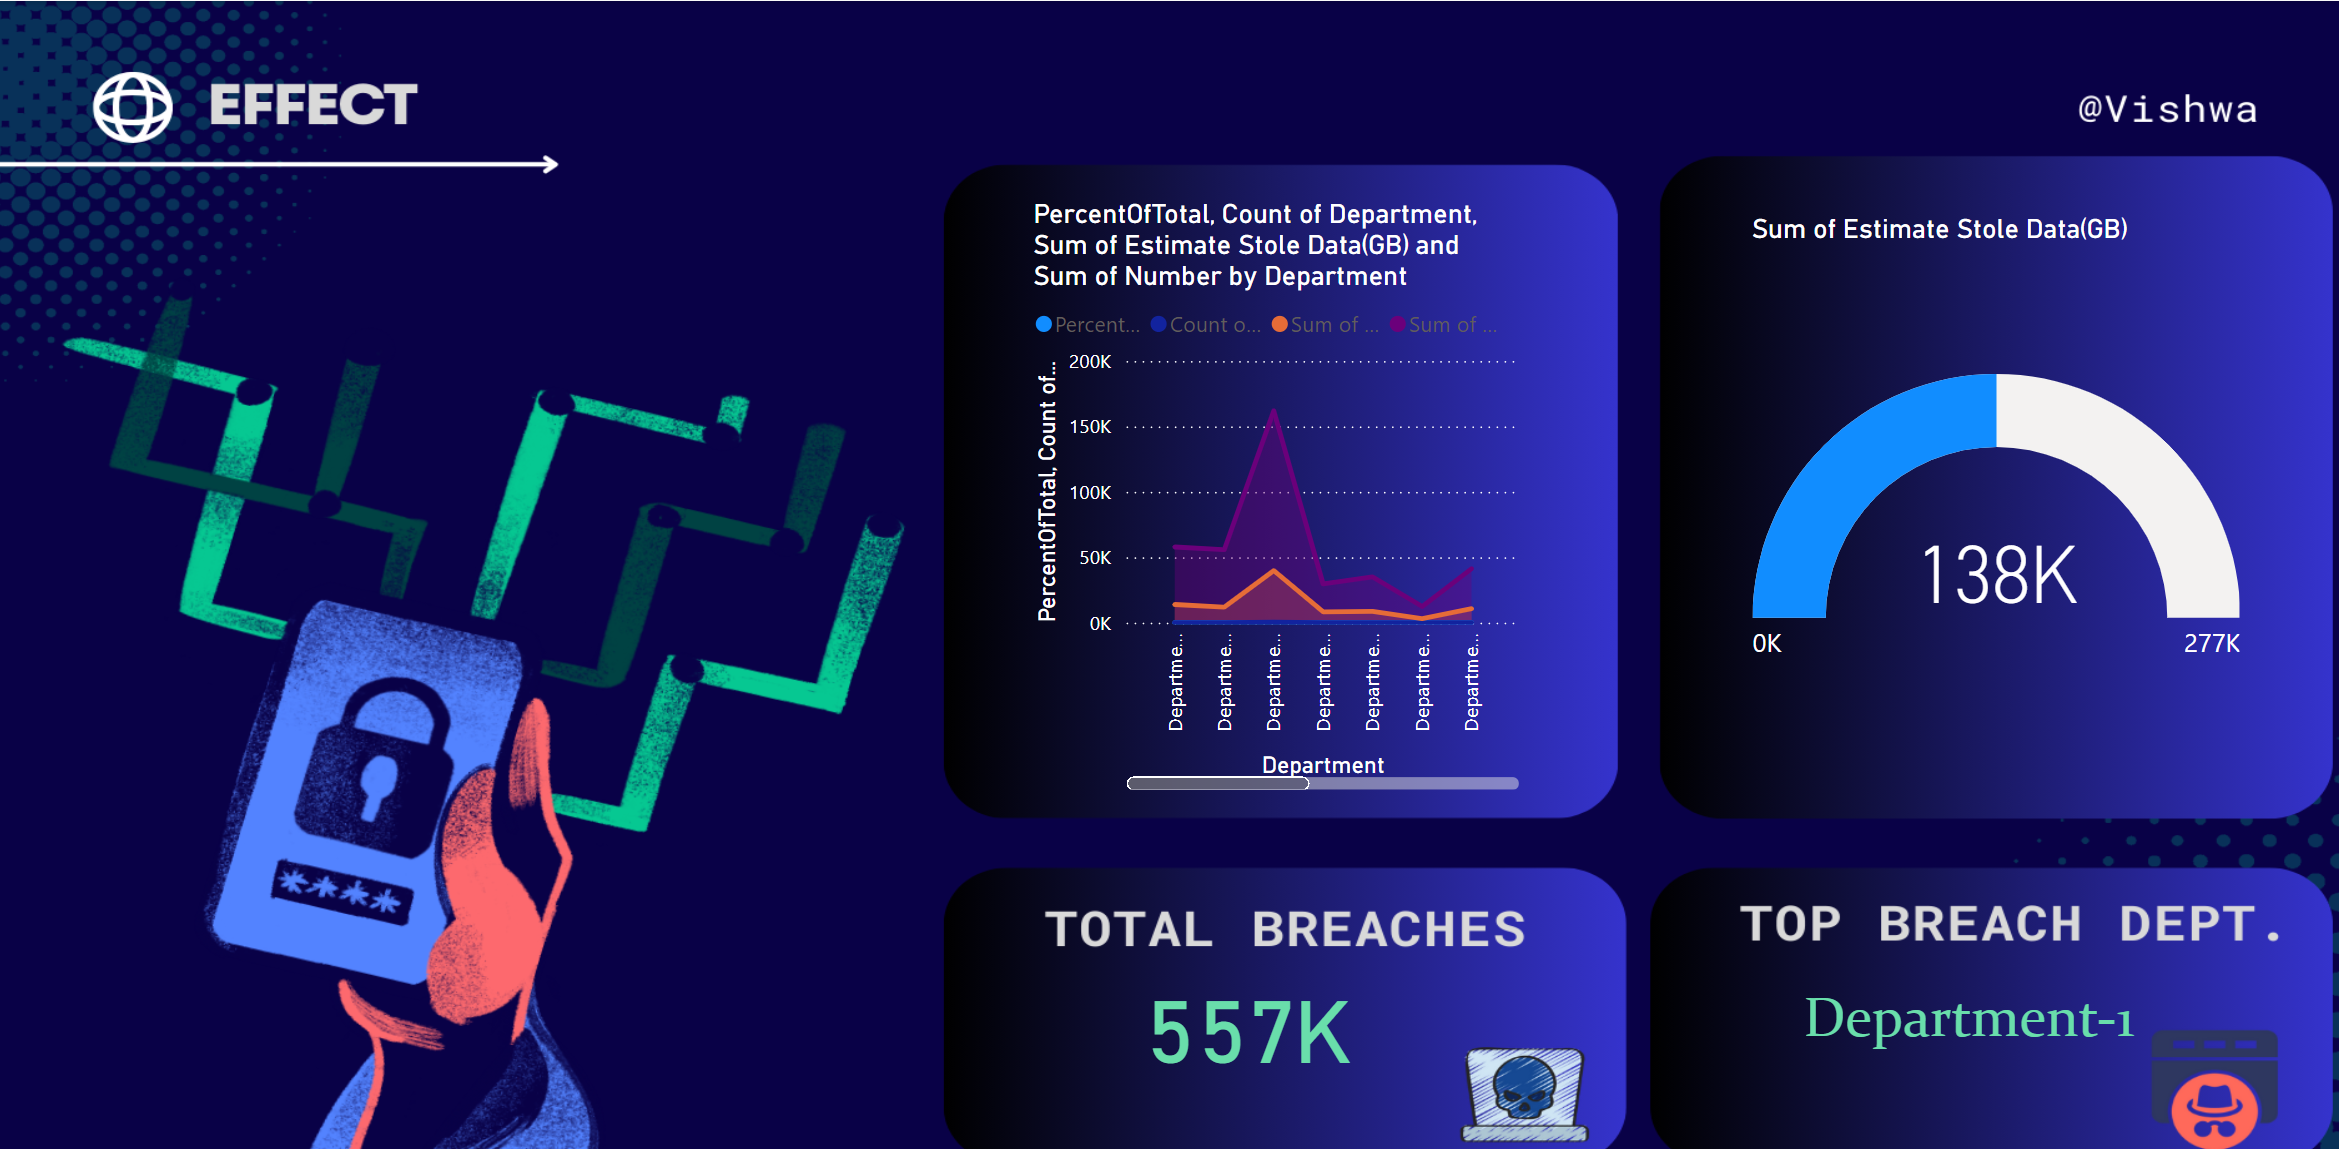 EFFECT
@Vishwa
PercentOfTotal, Count of Department,
Sum of Estimate Stole Data(GB) and
Sum of Number by Department
Percent... Count o... Sum of ... Sum of ...
PercentOfTotal, Count of...
200K
150K
100K
50K
0K
Departme...
Departme...
Departme...
Departme...
Departme...
Departme...
Departme...
Department
Sum of Estimate Stole Data(GB)
138K
0K
277K
****
TOTAL BREACHES
557K
TOP BREACH DEPT.
Department-1